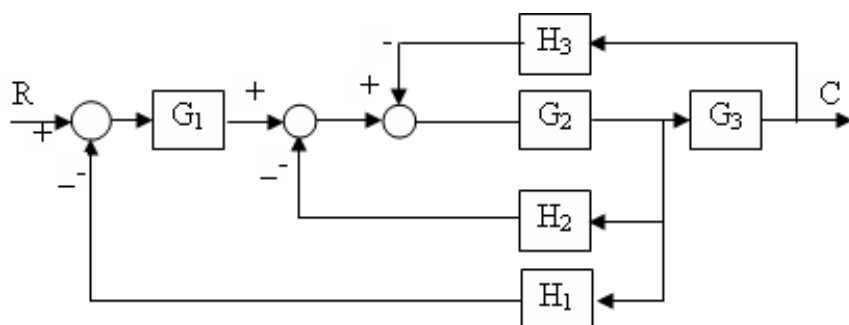 - H₃
R + G₁ + + G₂ G₃ C
- -
H₂
H₁